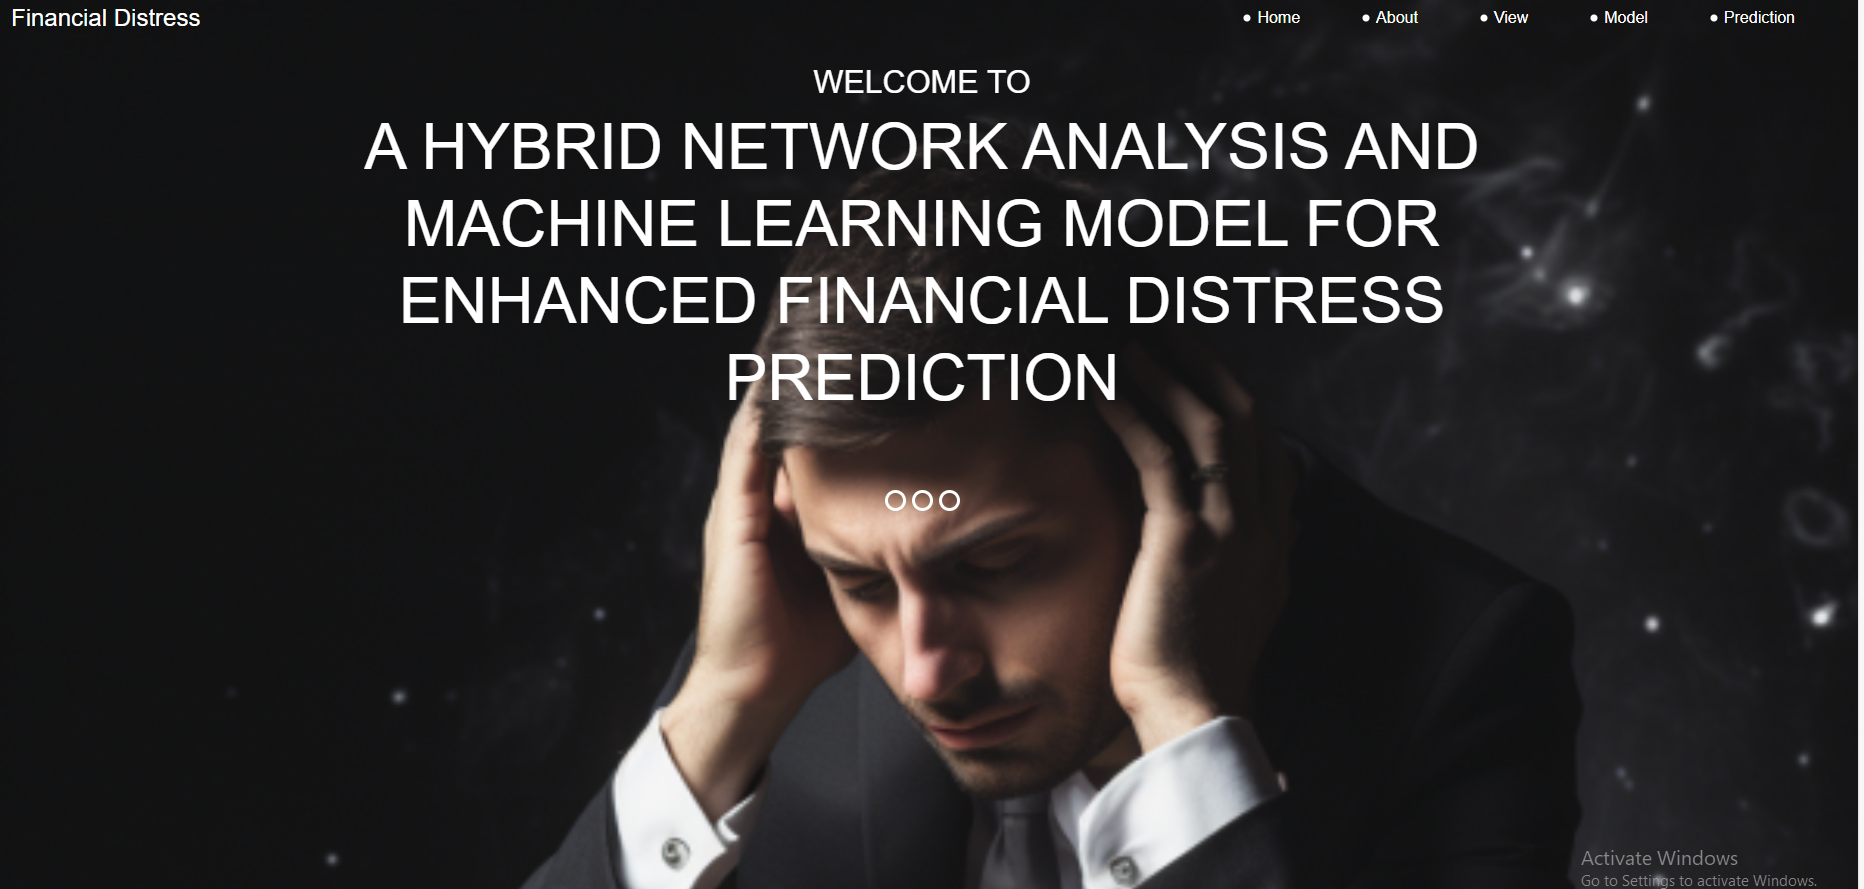 Financial Distress
Home
About
View
Model
Prediction
WELCOME TO
A HYBRID NETWORK ANALYSIS AND
MACHINE LEARNING MODEL FOR
ENHANCED FINANCIAL DISTRESS
PREDICTION
Activate Windows
Go to Settings to activate Windows.